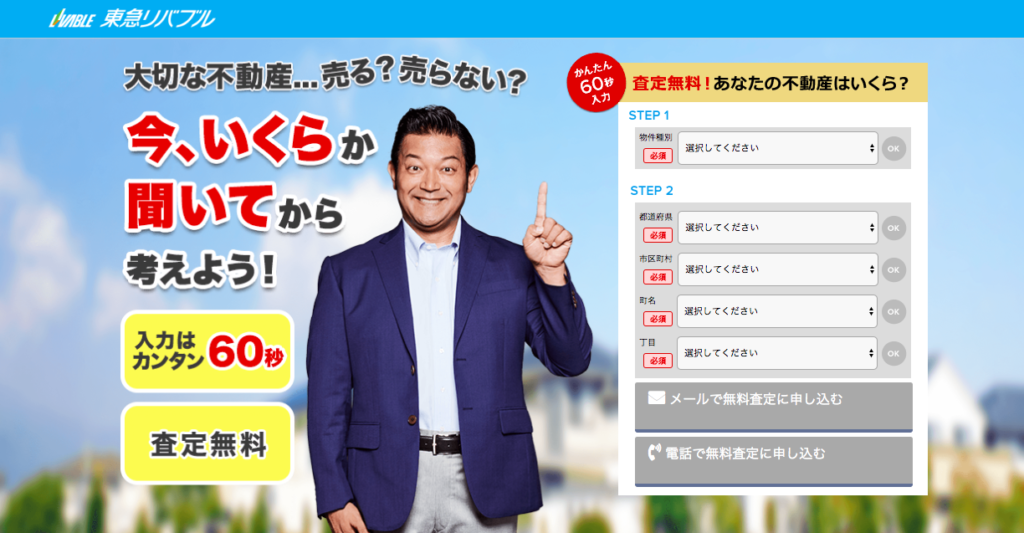 LIVABLE 東急リバブル
大切な不動産...売る？売らない？
今、いくらか
聞いてから
考えよう！
入力は
カンタン 60秒
査定無料
かんたん
60秒
入力
査定無料！あなたの不動産はいくら？
STEP 1
物件種別
必須
選択してください
OK
STEP 2
都道府県
必須
選択してください
OK
市区町村
必須
選択してください
OK
町名
必須
選択してください
OK
丁目
必須
選択してください
OK
メールで無料査定に申し込む
電話で無料査定に申し込む